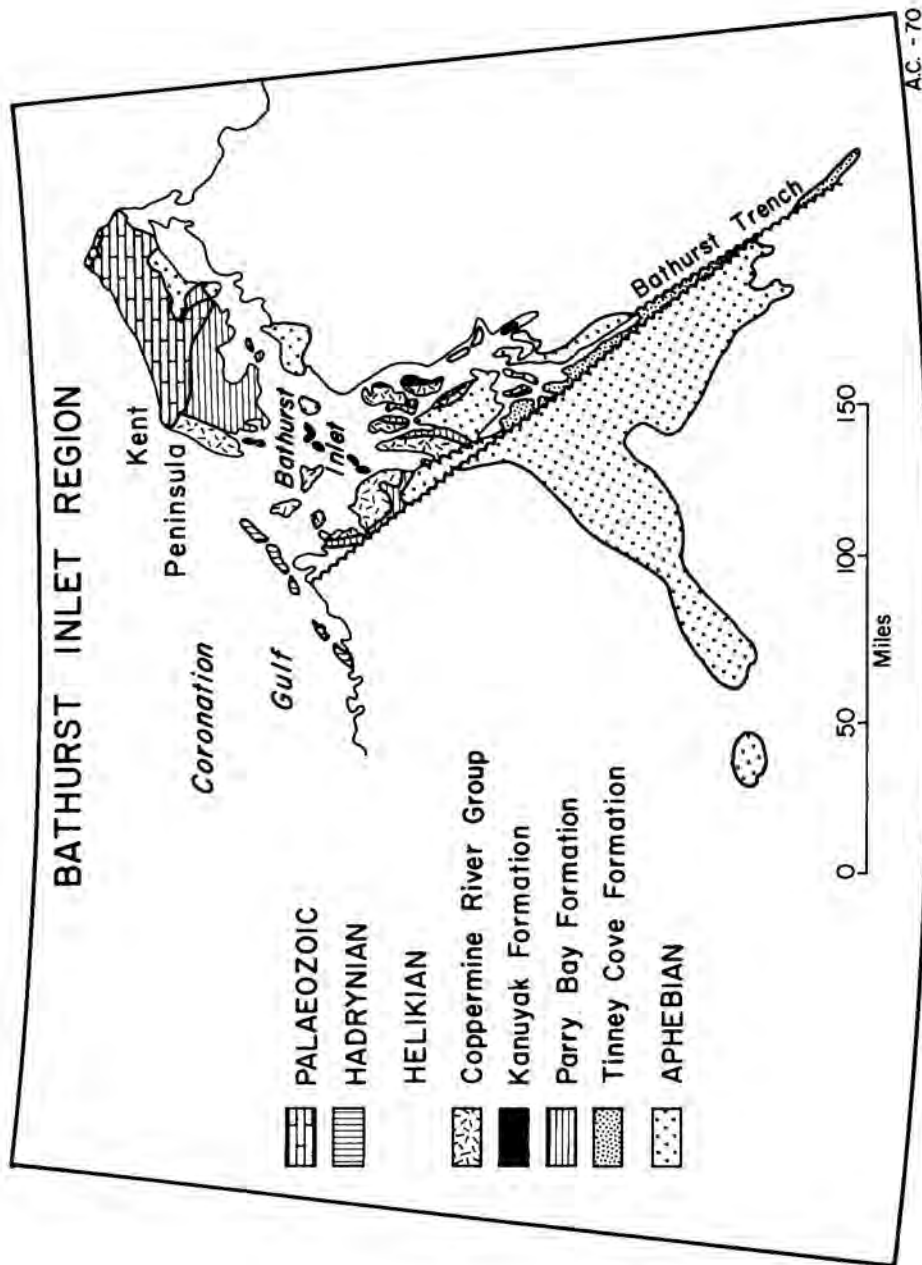 BATHURST INLET REGION
Kent
Peninsula
Coronation
Gulf
Bathurst
Inlet
Bathurst Trench
PALAEOZOIC
HADRYNIAN
HELIKIAN
Coppermine River Group
Kanuyak Formation
Parry Bay Formation
Tinney Cove Formation
APHEBIAN
0 50 100 150
Miles
A.C. - 70